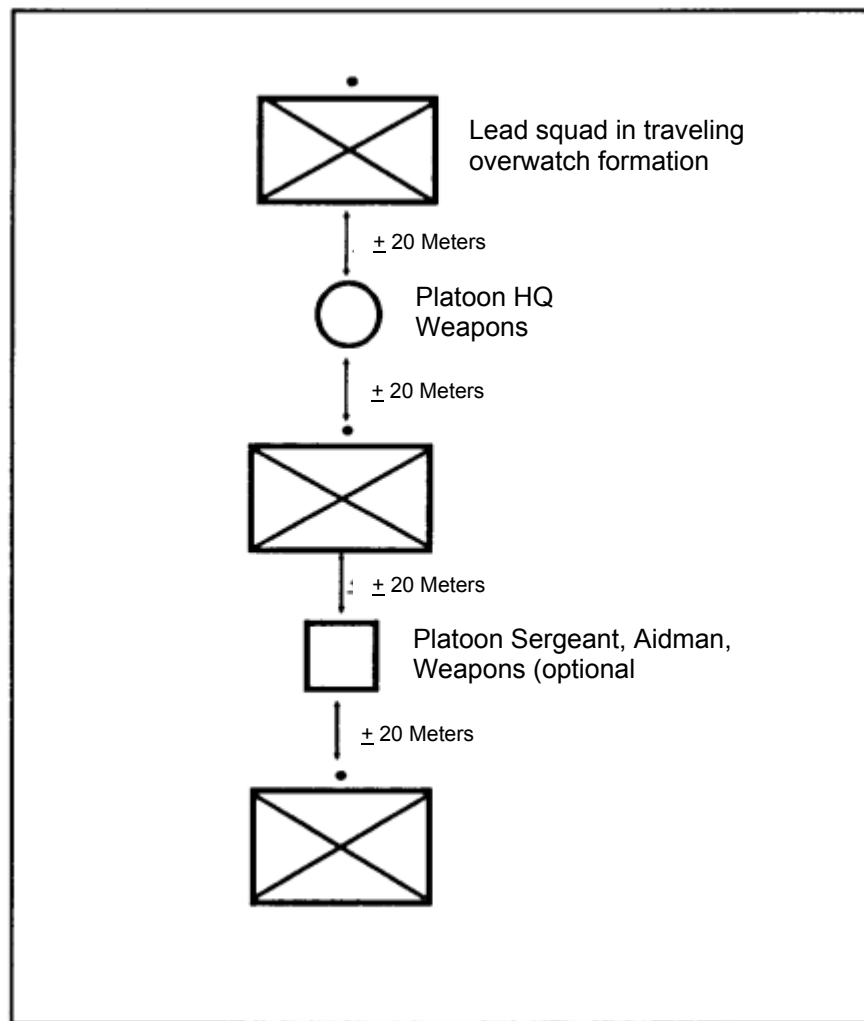 Lead squad in traveling
overwatch formation
± 20 Meters
Platoon HQ
Weapons
± 20 Meters
± 20 Meters
Platoon Sergeant, Aidman,
Weapons (optional
± 20 Meters